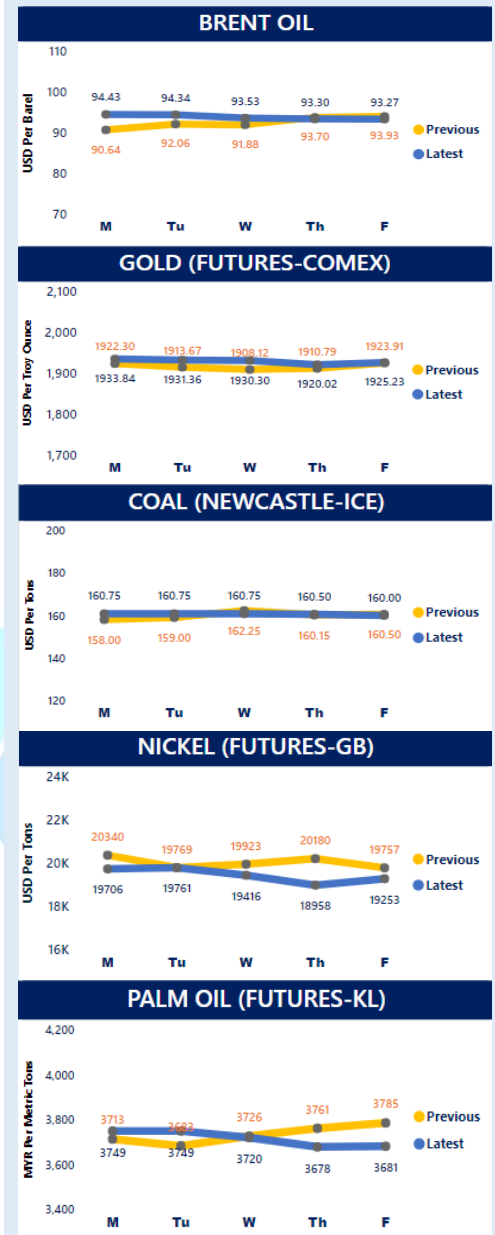 BRENT OIL
110
100
90
80
70
USD Per Barel
94.43 94.34 93.53 93.30 93.27
90.64 92.06 91.88 93.70 93.93
Previous
Latest
M Tu W Th F
GOLD (FUTURES-COMEX)
2,100
2,000
1,900
1,800
1,700
USD Per Troy Ounce
1922.30 1913.67 1908.12 1910.79 1923.91
1933.84 1931.36 1930.30 1920.02 1925.23
Previous
Latest
M Tu W Th F
COAL (NEWCASTLE-ICE)
200
180
160
140
120
USD Per Tons
160.75 160.75 160.75 160.50 160.00
158.00 159.00 162.25 160.15 160.50
Previous
Latest
M Tu W Th F
NICKEL (FUTURES-GB)
24K
22K
20K
18K
16K
USD Per Tons
20340 19769 19923 20180 19757
19706 19761 19416 18958 19253
Previous
Latest
M Tu W Th F
PALM OIL (FUTURES-KL)
4,200
4,000
3,800
3,600
3,400
MYR Per Metric Tons
3713 3683 3726 3761 3785
3749 3749 3720 3678 3681
Previous
Latest
M Tu W Th F